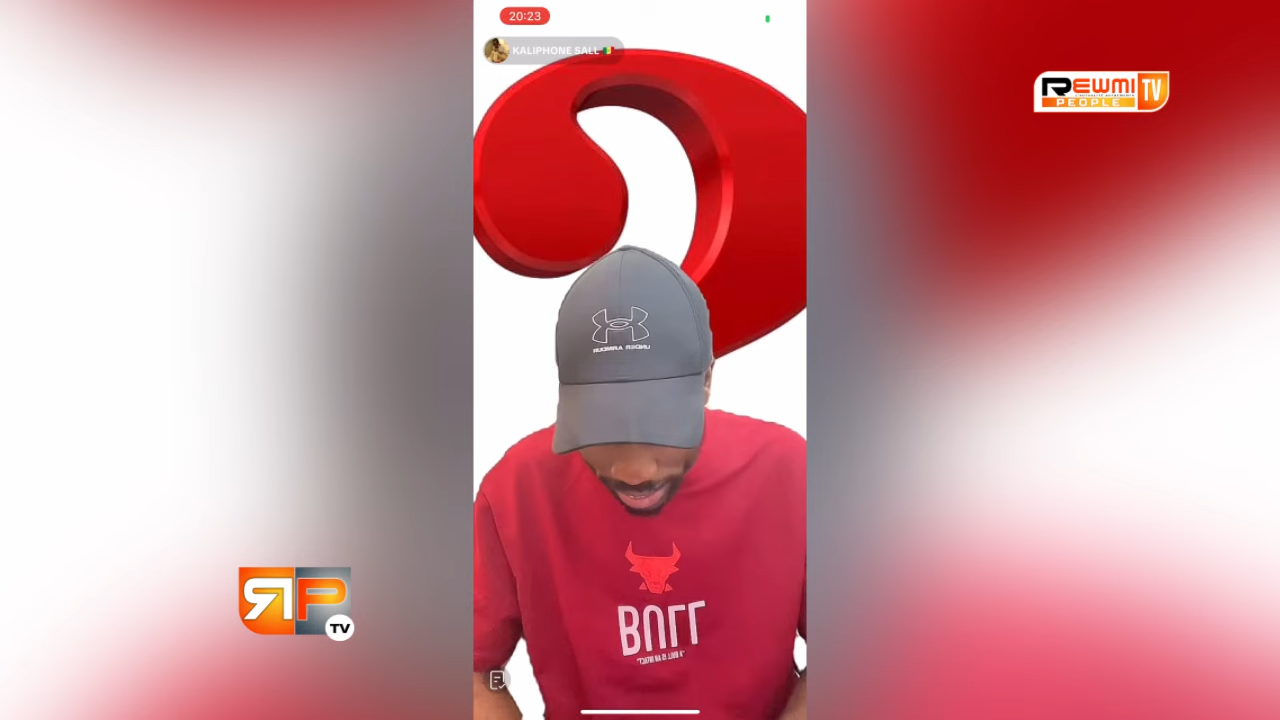 20:23
KALIPHONE SALL
REWMI TV
PEOPLE
UNDER ARMOUR
BULL
RP
TV